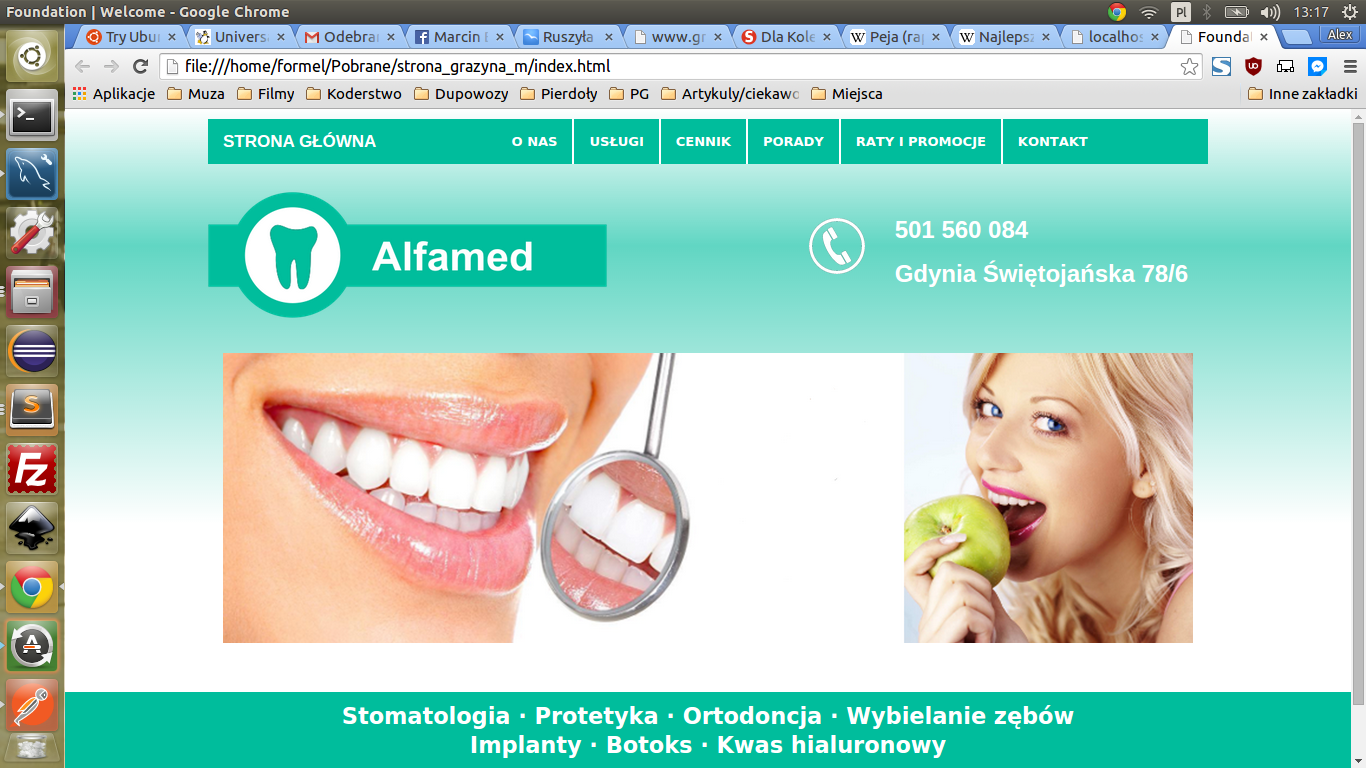 Foundation | Welcome - Google Chrome
Pl
13:17
Try Ubu
Univers
Odebra
Marcin
Ruszyła
www.gr
Dla Kole
Peja (ra
Najleps
localhos
Founda
Alex
file:///home/formel/Pobrane/strona_grazyna_m/index.html
Aplikacje
Muza
Filmy
Koderstwo
Dupowozy
Pierdoły
PG
Artykuly/ciekawo
Miejsca
Inne zakładki
STRONA GŁÓWNA
O NAS
USŁUGI
CENNIK
PORADY
RATY I PROMOCJE
KONTAKT
Alfamed
501 560 084
Gdynia Świętojańska 78/6
Stomatologia · Protetyka · Ortodoncja · Wybielanie zębów
Implanty · Botoks · Kwas hialuronowy